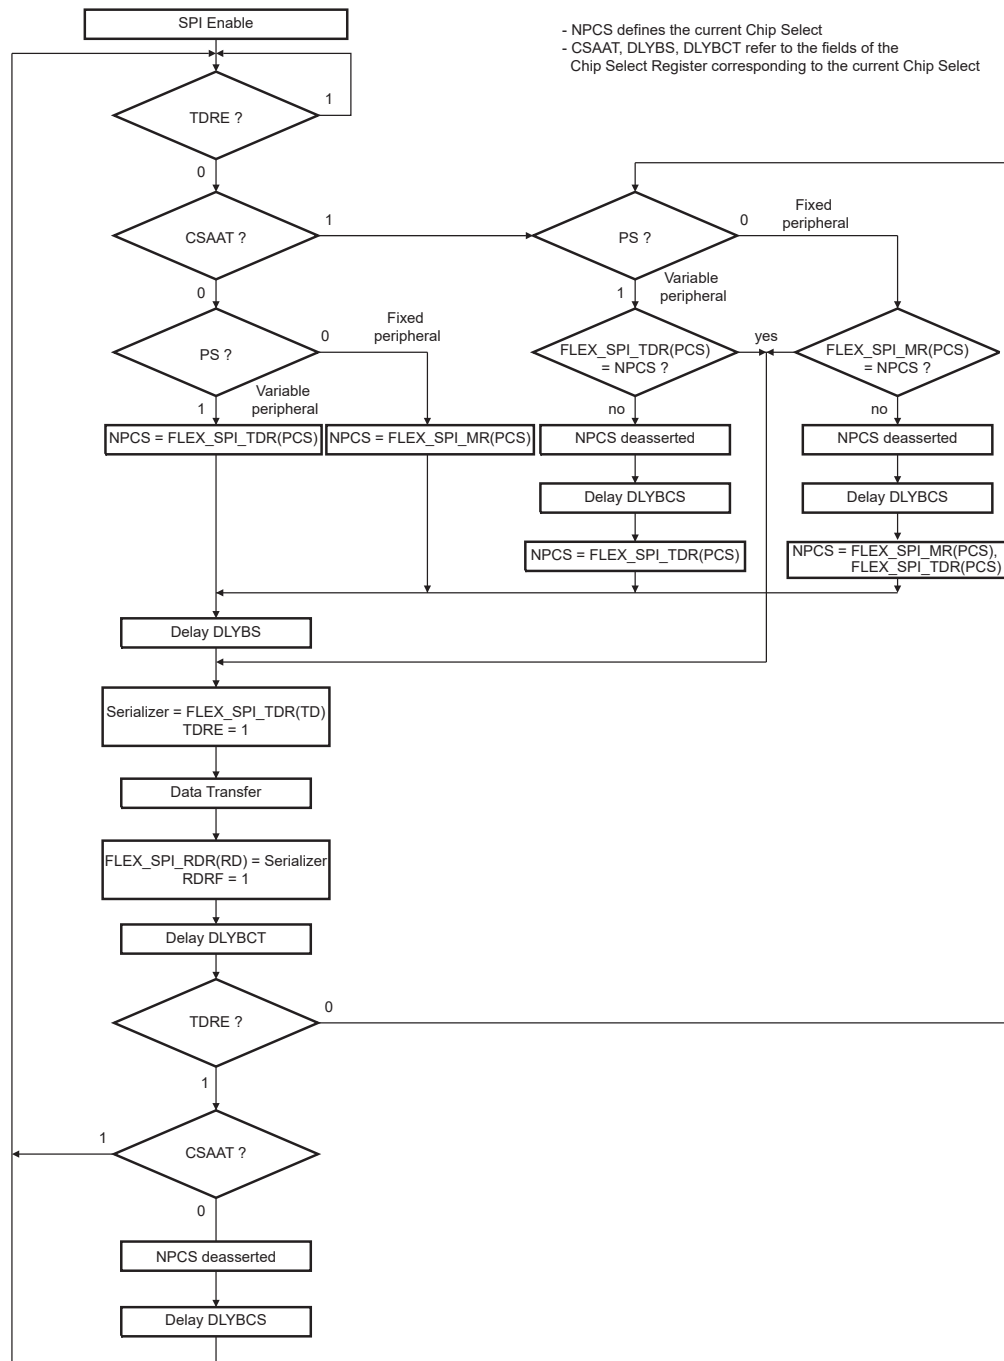 SPI Enable
- NPCS defines the current Chip Select
- CSAAT, DLYBS, DLYBCT refer to the fields of the
Chip Select Register corresponding to the current Chip Select
TDRE ?
1
0
CSAAT ?
1
0
PS ?
0
Fixed
peripheral
Variable
peripheral
1
PS ?
0
Fixed
peripheral
Variable
peripheral
1
FLEX_SPI_TDR(PCS)
= NPCS ?
yes
FLEX_SPI_MR(PCS)
= NPCS ?
no
no
NPCS = FLEX_SPI_TDR(PCS)
NPCS = FLEX_SPI_MR(PCS)
NPCS deasserted
NPCS deasserted
Delay DLYBCS
Delay DLYBCS
NPCS = FLEX_SPI_TDR(PCS)
NPCS = FLEX_SPI_MR(PCS),
FLEX_SPI_TDR(PCS)
Delay DLYBS
Serializer = FLEX_SPI_TDR(TD)
TDRE = 1
Data Transfer
FLEX_SPI_RDR(RD) = Serializer
RDRF = 1
Delay DLYBCT
TDRE ?
0
1
CSAAT ?
1
0
NPCS deasserted
Delay DLYBCS